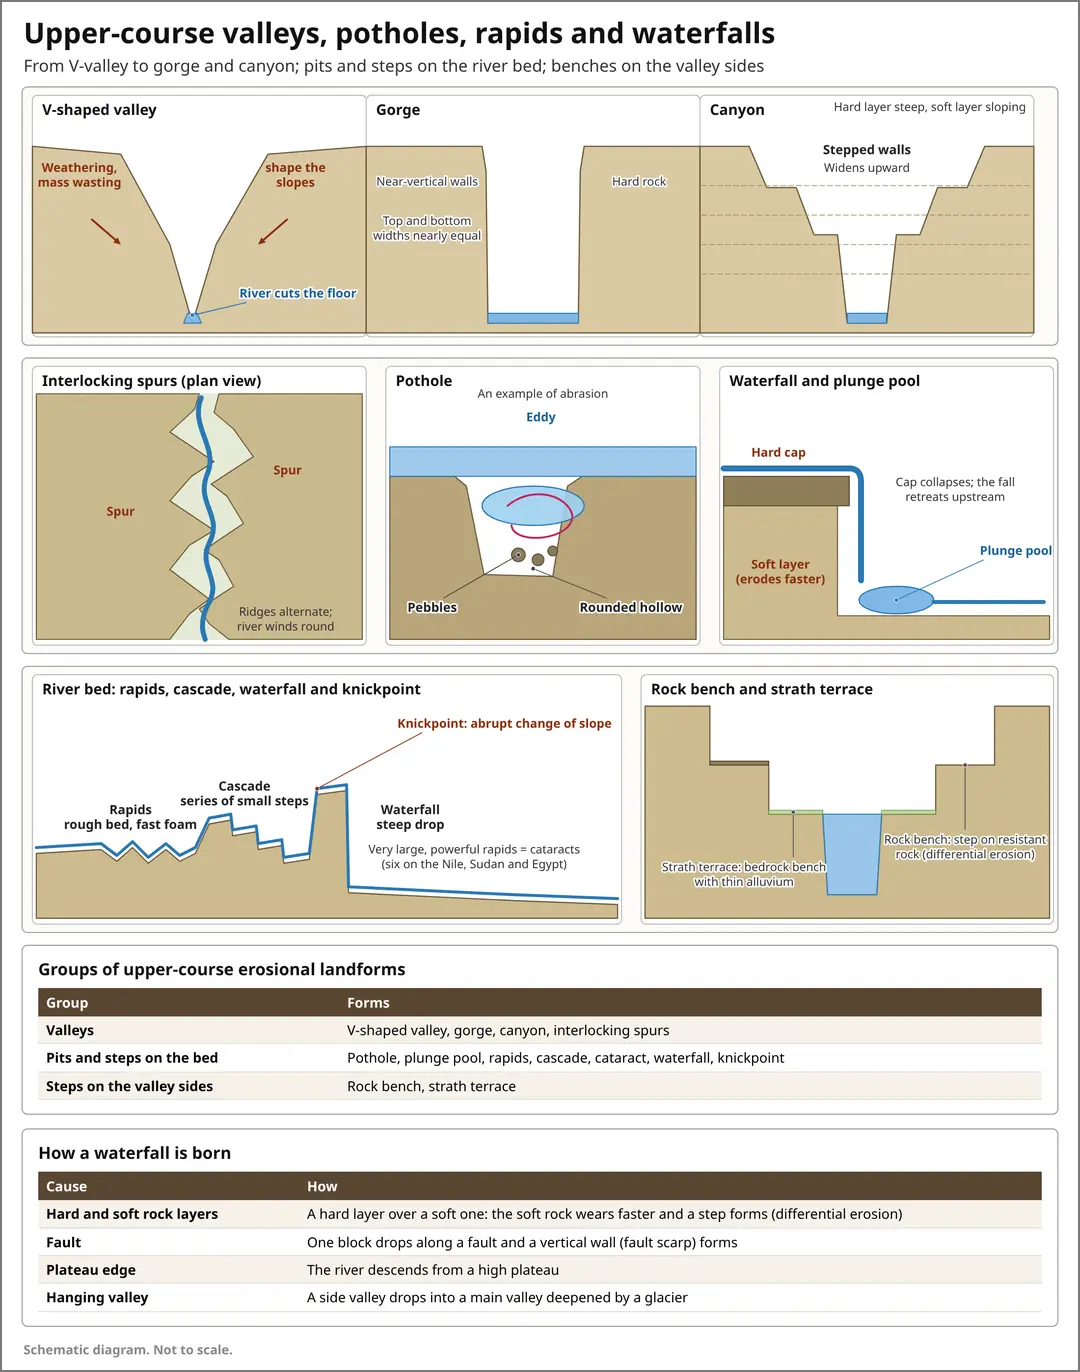 Upper-course valleys, potholes, rapids and waterfalls
From V-valley to gorge and canyon; pits and steps on the river bed; benches on the valley sides
V-shaped valley
Weathering,
mass wasting
shape the
slopes
River cuts the floor
Gorge
Near-vertical walls
Hard rock
Top and bottom
widths nearly equal
Canyon
Hard layer steep, soft layer sloping
Stepped walls
Widens upward
Interlocking spurs (plan view)
Spur
Spur
Ridges alternate;
river winds round
Pothole
An example of abrasion
Eddy
Pebbles
Rounded hollow
Waterfall and plunge pool
Hard cap
Cap collapses; the fall
retreats upstream
Plunge pool
Soft layer
(erodes faster)
River bed: rapids, cascade, waterfall and knickpoint
Knickpoint: abrupt change of slope
Cascade
series of small steps
Rapids
rough bed, fast foam
Waterfall
steep drop
Very large, powerful rapids = cataracts
(six on the Nile, Sudan and Egypt)
Rock bench and strath terrace
Rock bench: step on resistant
rock (differential erosion)
Strath terrace: bedrock bench
with thin alluvium
Groups of upper-course erosional landforms
Group Forms
Valleys V-shaped valley, gorge, canyon, interlocking spurs
Pits and steps on the bed Pothole, plunge pool, rapids, cascade, cataract, waterfall, knickpoint
Steps on the valley sides Rock bench, strath terrace
How a waterfall is born
Cause How
Hard and soft rock layers A hard layer over a soft one: the soft rock wears faster and a step forms (differential erosion)
Fault One block drops along a fault and a vertical wall (fault scarp) forms
Plateau edge The river descends from a high plateau
Hanging valley A side valley drops into a main valley deepened by a glacier
Schematic diagram. Not to scale.